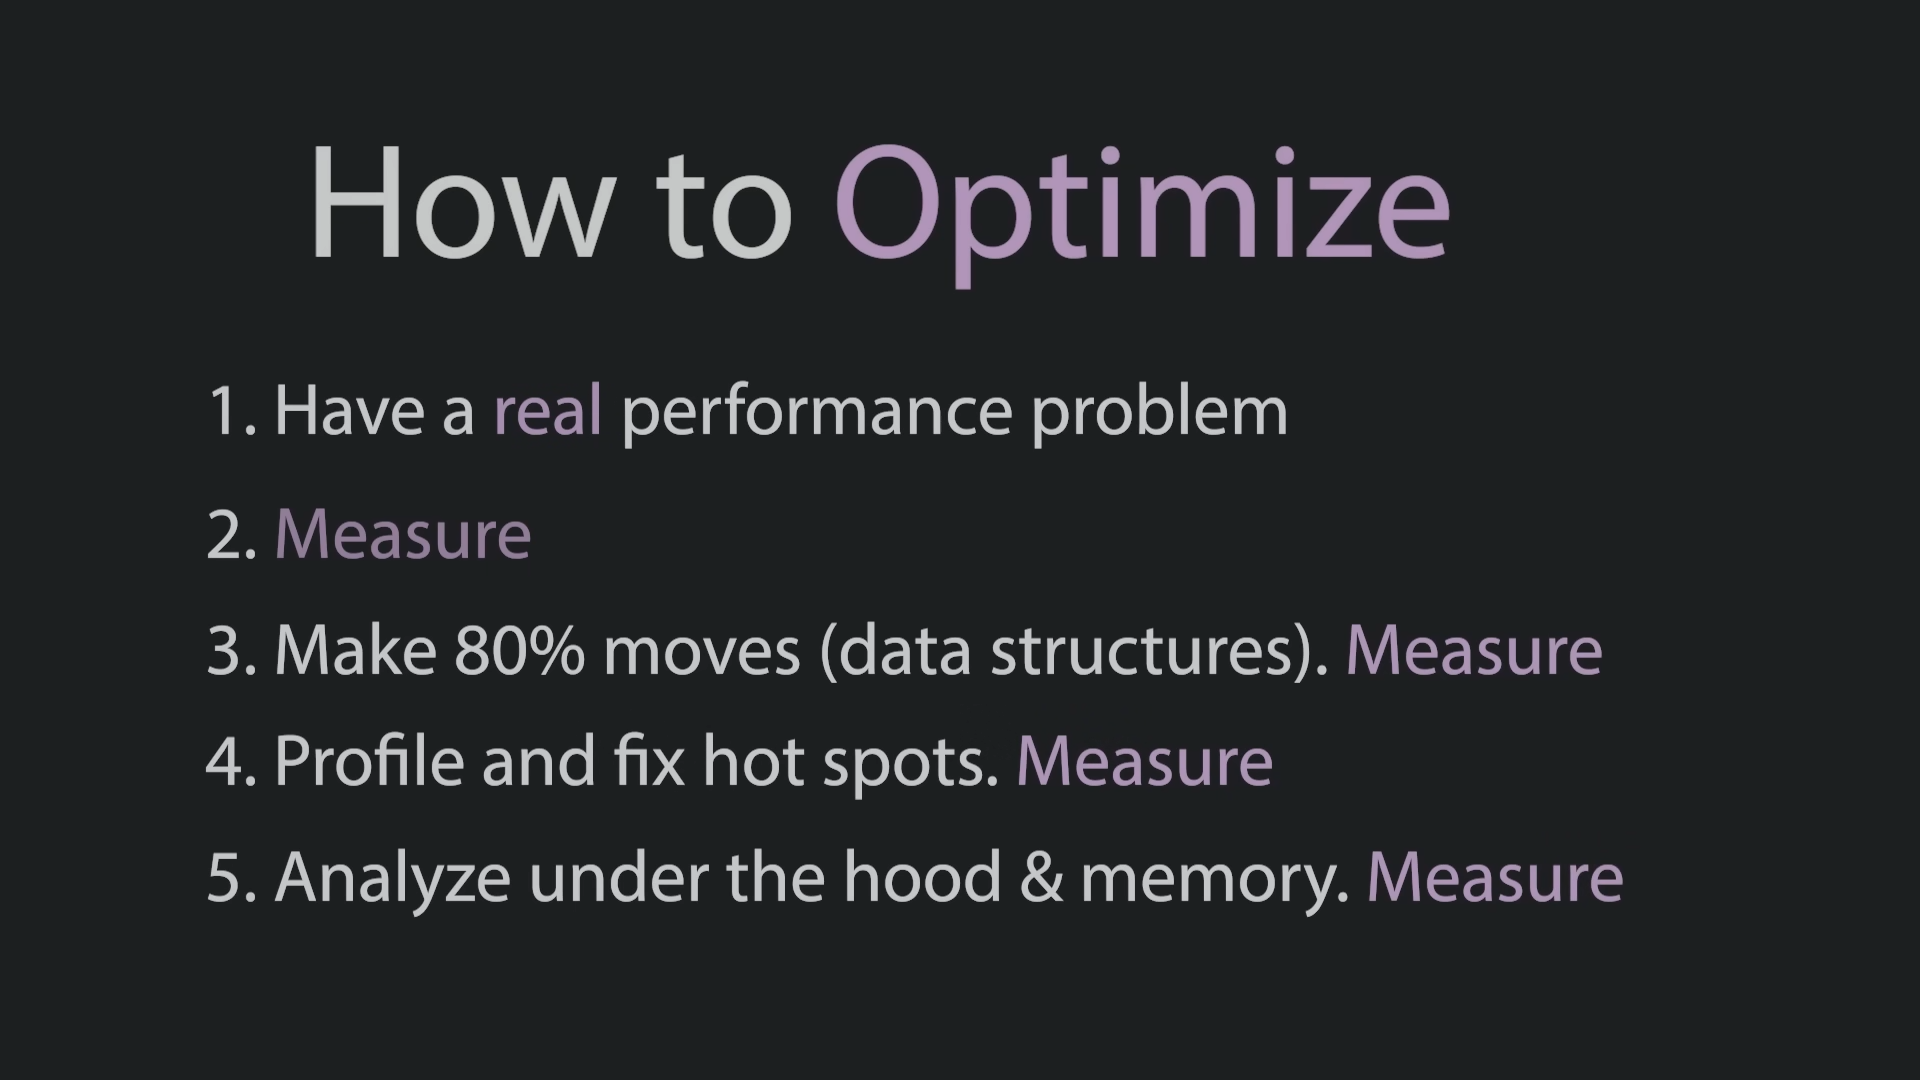 How to Optimize
1. Have a real performance problem
2. Measure
3. Make 80% moves (data structures). Measure
4. Profile and fix hot spots. Measure
5. Analyze under the hood & memory. Measure